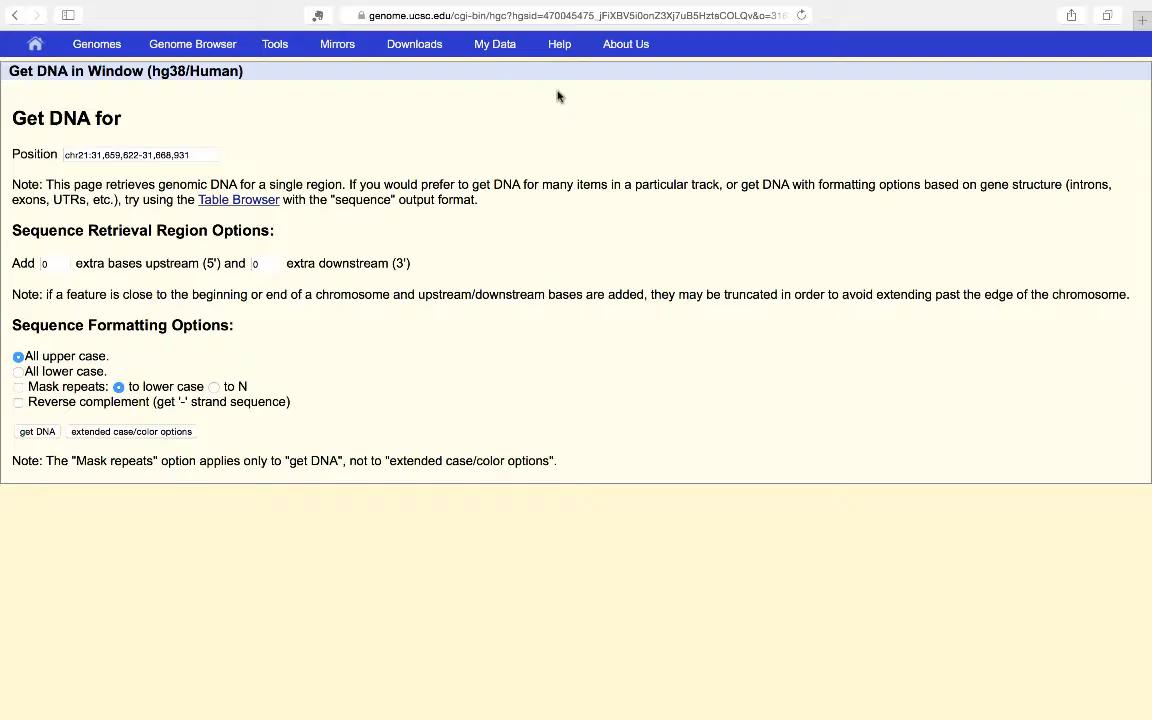 genome.ucsc.edu/cgi-bin/hgc?hgsid=470045475_jFiXBV5i0onZ3Xj7uB5HztsCOLQv&o=316
Genomes Genome Browser Tools Mirrors Downloads My Data Help About Us
Get DNA in Window (hg38/Human)
Get DNA for
Position chr21:31,659,622-31,668,931
Note: This page retrieves genomic DNA for a single region. If you would prefer to get DNA for many items in a particular track, or get DNA with formatting options based on gene structure (introns,
exons, UTRs, etc.), try using the Table Browser with the "sequence" output format.
Sequence Retrieval Region Options:
Add 0 extra bases upstream (5') and 0 extra downstream (3')
Note: if a feature is close to the beginning or end of a chromosome and upstream/downstream bases are added, they may be truncated in order to avoid extending past the edge of the chromosome.
Sequence Formatting Options:
All upper case.
All lower case.
Mask repeats: to lower case to N
Reverse complement (get '-' strand sequence)
get DNA extended case/color options
Note: The "Mask repeats" option applies only to "get DNA", not to "extended case/color options".